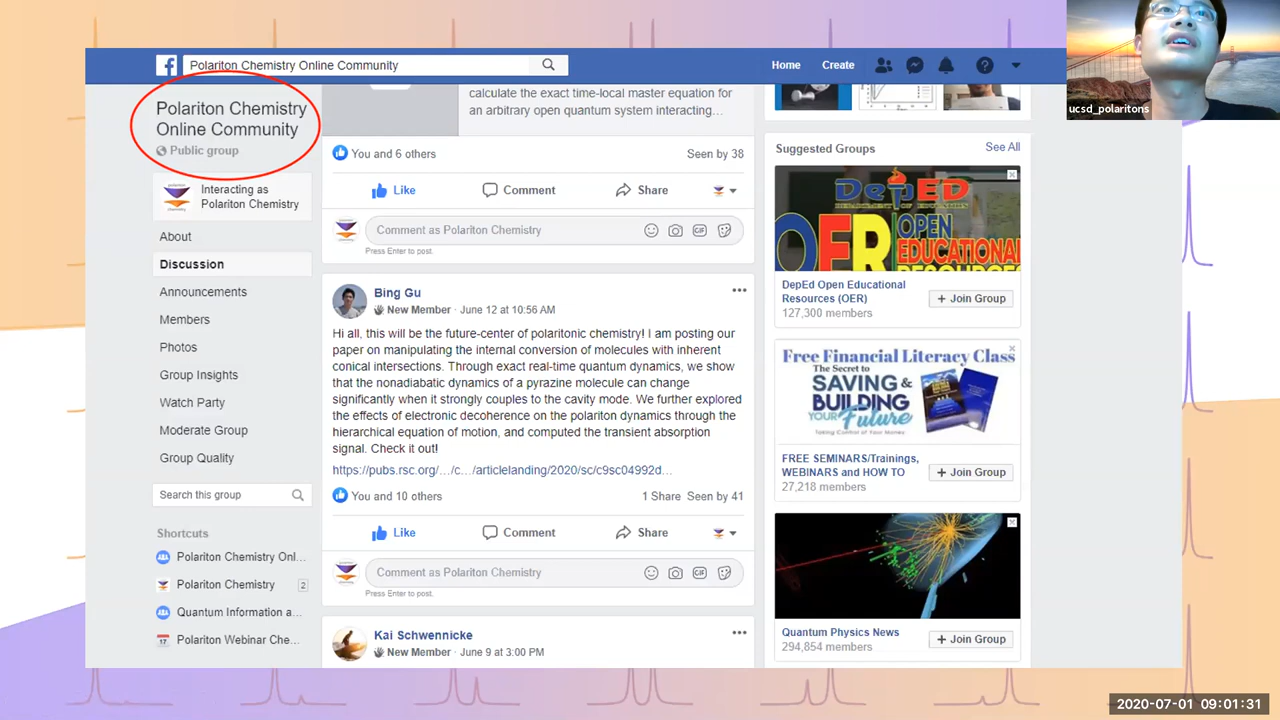 Polariton Chemistry Online Community
Home
Create
ucsd_polaritons
Polariton Chemistry
Online Community
Public group
Interacting as
Polariton Chemistry
About
Discussion
Announcements
Members
Photos
Group Insights
Watch Party
Moderate Group
Group Quality
Search this group
Shortcuts
Polariton Chemistry Onl...
Polariton Chemistry
2
Quantum Information a...
Polariton Webinar Che...
calculate the exact time-local master equation for
an arbitrary open quantum system interacting...
You and 6 others
Seen by 38
Like
Comment
Share
Comment as Polariton Chemistry
GIF
Press Enter to post.
Bing Gu
New Member · June 12 at 10:56 AM
Hi all, this will be the future-center of polaritonic chemistry! I am posting our
paper on manipulating the internal conversion of molecules with inherent
conical intersections. Through exact real-time quantum dynamics, we show
that the nonadiabatic dynamics of a pyrazine molecule can change
significantly when it strongly couples to the cavity mode. We further explored
the effects of electronic decoherence on the polariton dynamics through the
hierarchical equation of motion, and computed the transient absorption
signal. Check it out!
https://pubs.rsc.org/…/c…/articlelanding/2020/sc/c9sc04992d…
You and 10 others
1 Share Seen by 41
Like
Comment
Share
Comment as Polariton Chemistry
GIF
Press Enter to post.
Kai Schwennicke
New Member · June 9 at 3:00 PM
Suggested Groups
See All
DepED
DEPARTMENT OF EDUCATION
OER
OPEN
EDUCATIONAL
RESOURCES
DepEd Open Educational
Resources (OER)
127,300 members
+ Join Group
Free Financial Literacy Class
The Secret to
SAVING &
BUILDING
YOUR Future
Taking Control of Your Money
FREE SEMINARS/Trainings,
WEBINARS and HOW TO
27,218 members
+ Join Group
Quantum Physics News
294,854 members
+ Join Group
2020-07-01 09:01:31